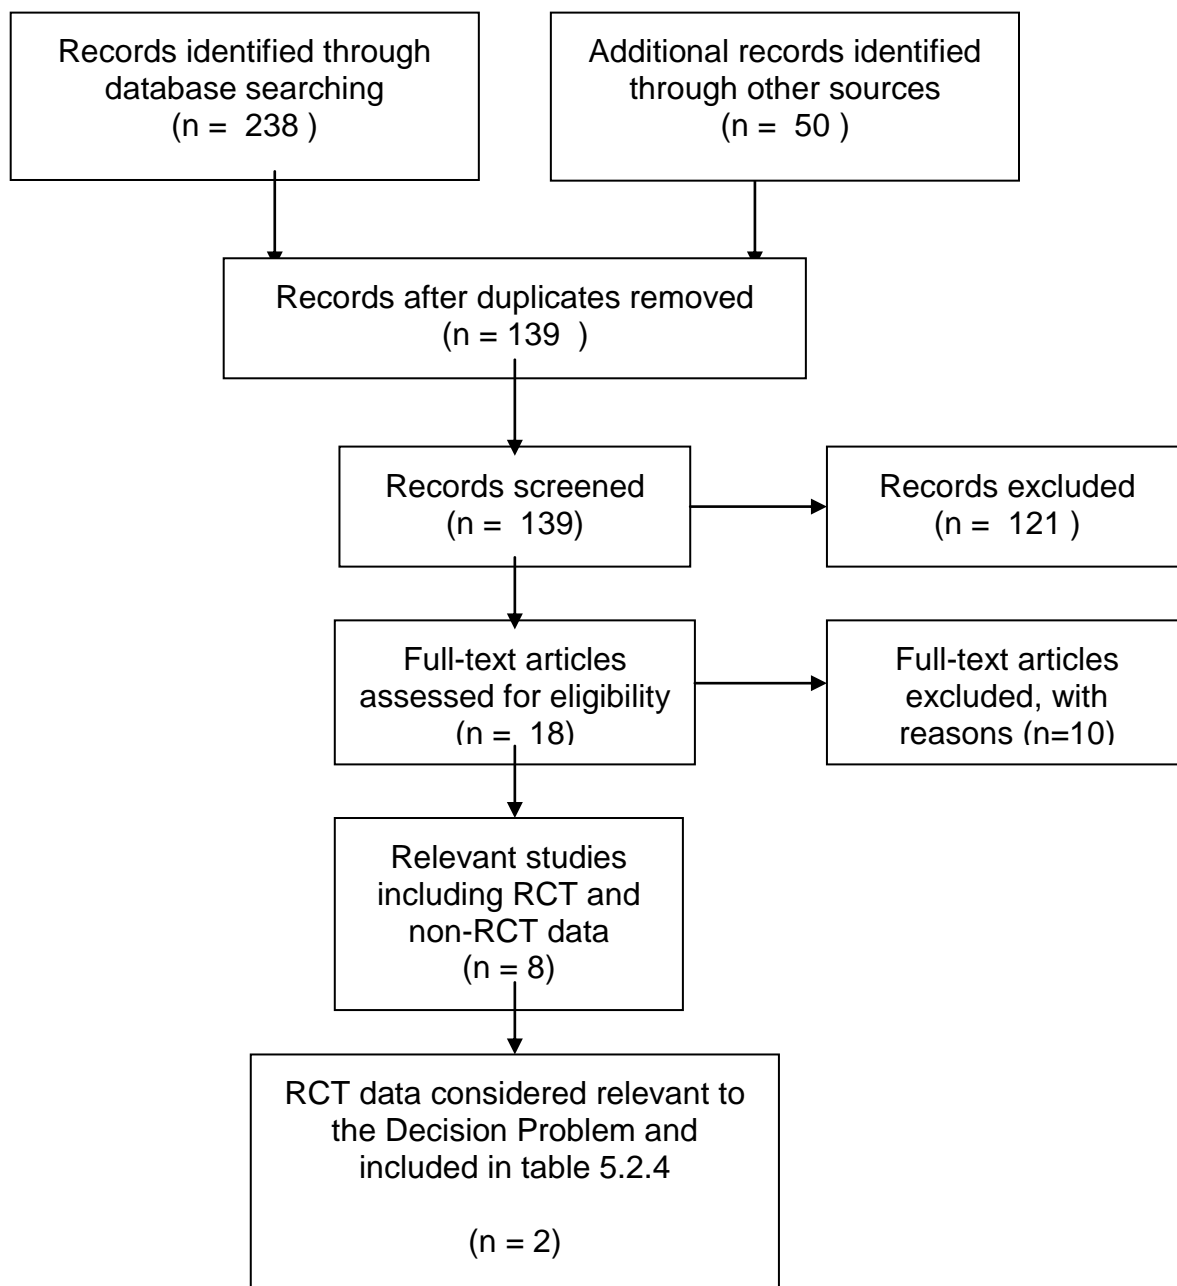 Records identified through
database searching
(n = 238 )
Additional records identified
through other sources
(n = 50 )
Records after duplicates removed
(n = 139 )
Records screened
(n = 139)
Records excluded
(n = 121 )
Full-text articles
assessed for eligibility
(n = 18)
Full-text articles
excluded, with
reasons (n=10)
Relevant studies
including RCT and
non-RCT data
(n = 8)
RCT data considered relevant to
the Decision Problem and
included in table 5.2.4
(n = 2)